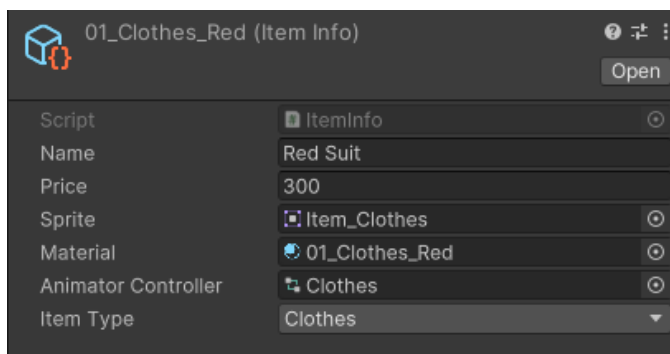 01_Clothes_Red (Item Info)
Open
Script ItemInfo
Name Red Suit
Price 300
Sprite Item_Clothes
Material 01_Clothes_Red
Animator Controller Clothes
Item Type Clothes